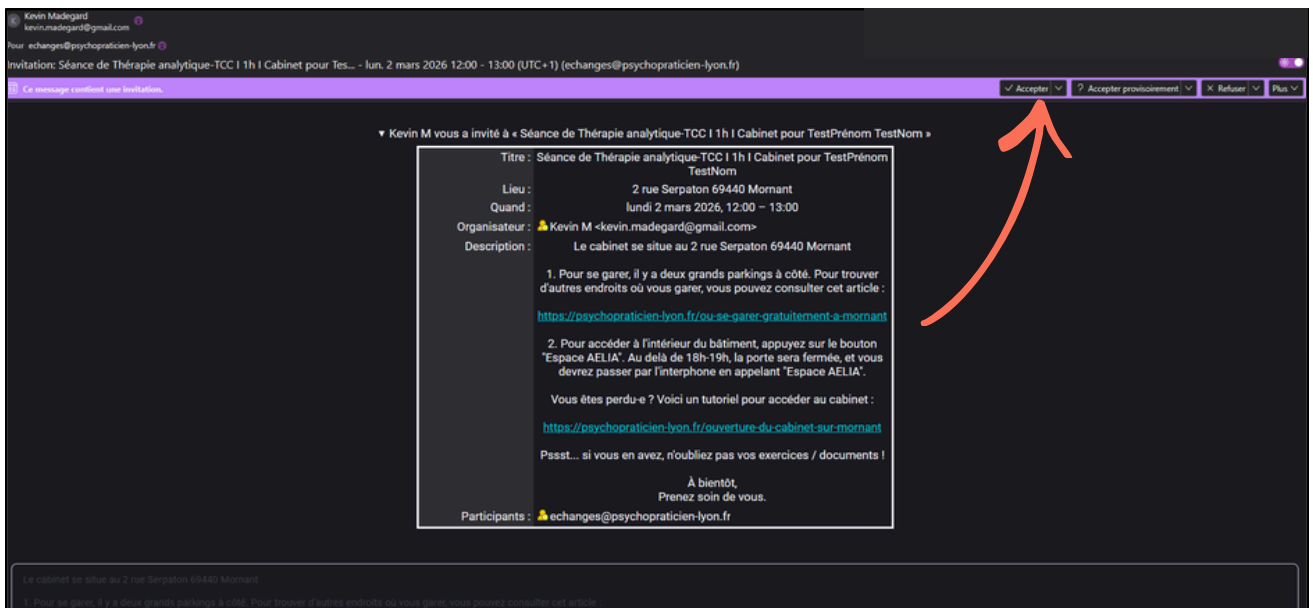 Kevin Madegard
kevin.madegard@gmail.com
Pour echanges@psychopraticien-lyon.fr
Invitation: Séance de Thérapie analytique-TCC I 1h I Cabinet pour Tes... - lun. 2 mars 2026 12:00 - 13:00 (UTC+1) (echanges@psychopraticien-lyon.fr)
Ce message contient une invitation.
Accepter
? Accepter provisoirement
Refuser
Plus
Kevin M vous a invité à « Séance de Thérapie analytique-TCC I 1h I Cabinet pour TestPrénom TestNom »
Titre : Séance de Thérapie analytique-TCC I 1h I Cabinet pour TestPrénom
TestNom
Lieu : 2 rue Serpaton 69440 Mornant
Quand : lundi 2 mars 2026, 12:00 – 13:00
Organisateur : Kevin M <kevin.madegard@gmail.com>
Description : Le cabinet se situe au 2 rue Serpaton 69440 Mornant
1. Pour se garer, il y a deux grands parkings à côté. Pour trouver
d'autres endroits où vous garer, vous pouvez consulter cet article :
https://psychopraticien-lyon.fr/ou-se-garer-gratuitement-a-mornant
2. Pour accéder à l'intérieur du bâtiment, appuyez sur le bouton
"Espace AELIA". Au delà de 18h-19h, la porte sera fermée, et vous
devrez passer par l'interphone en appelant "Espace AELIA".
Vous êtes perdu-e ? Voici un tutoriel pour accéder au cabinet :
https://psychopraticien-lyon.fr/ouverture-du-cabinet-sur-mornant
Pssst... si vous en avez, n'oubliez pas vos exercices / documents !
À bientôt,
Prenez soin de vous.
Participants : echanges@psychopraticien-lyon.fr
Le cabinet se situe au 2 rue Serpaton 69440 Mornant
1. Pour se garer, il y a deux grands parkings à côté. Pour trouver d'autres endroits où vous garer, vous pouvez consulter cet article :